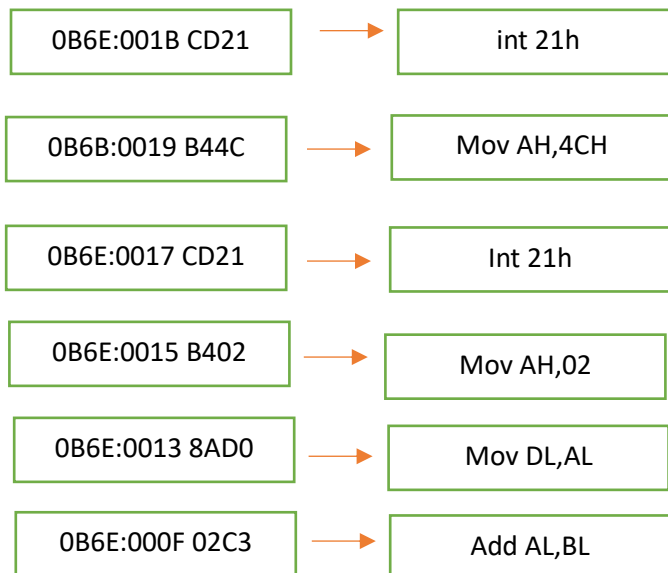 0B6E:001B CD21
int 21h
0B6B:0019 B44C
Mov AH,4CH
0B6E:0017 CD21
Int 21h
0B6E:0015 B402
Mov AH,02
0B6E:0013 8AD0
Mov DL,AL
0B6E:000F 02C3
Add AL,BL